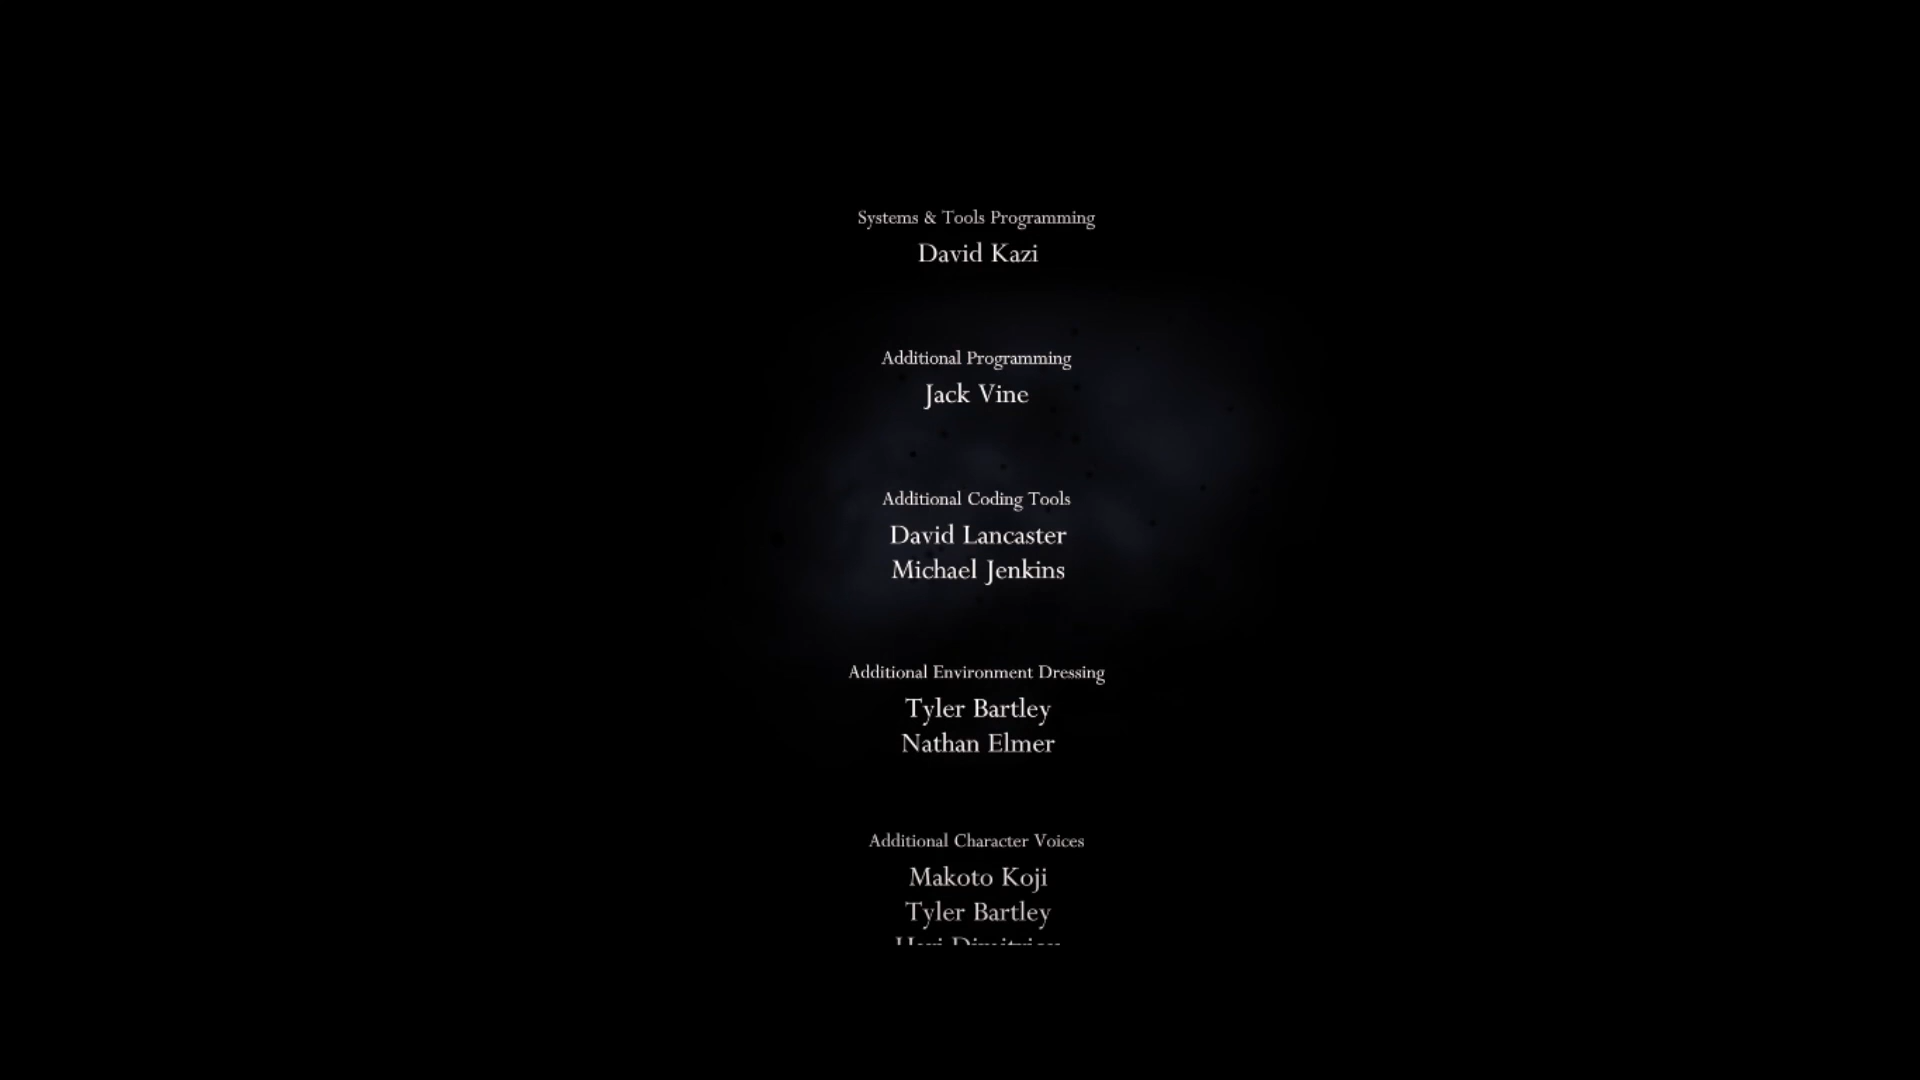 Systems & Tools Programming
David Kazi
Additional Programming
Jack Vine
Additional Coding Tools
David Lancaster
Michael Jenkins
Additional Environment Dressing
Tyler Bartley
Nathan Elmer
Additional Character Voices
Makoto Koji
Tyler Bartley